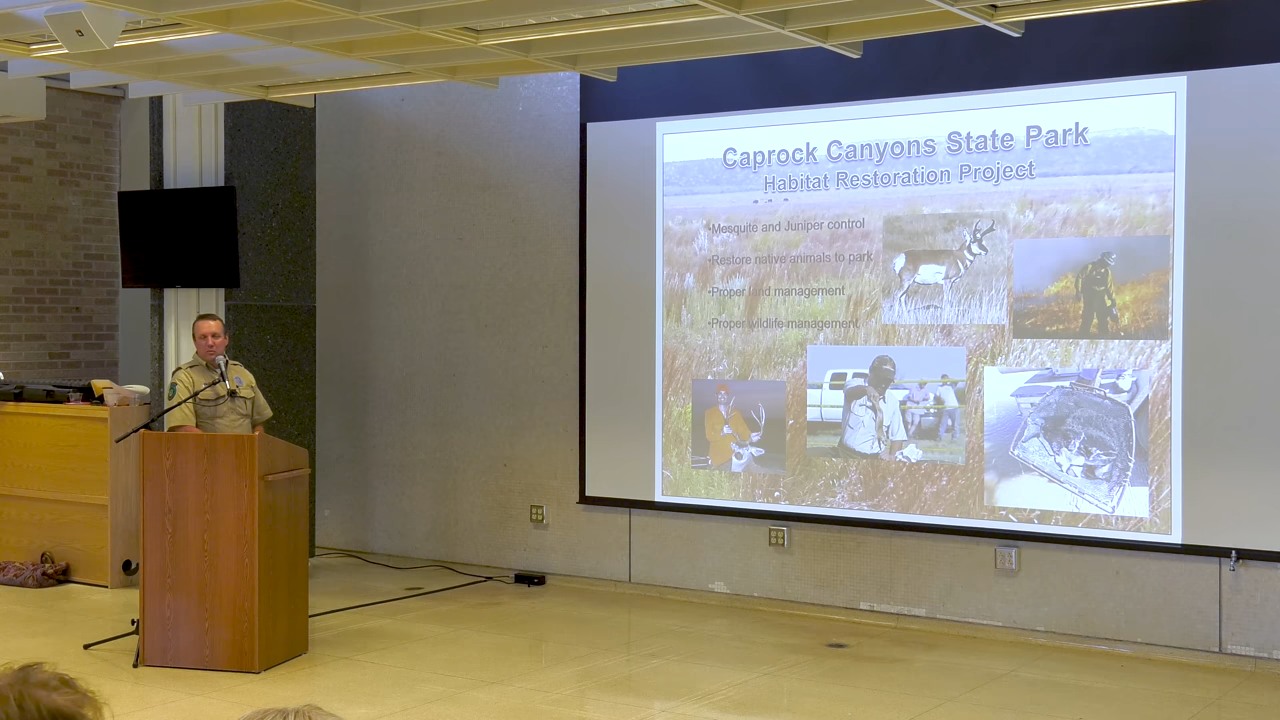 Caprock Canyons State Park
Habitat Restoration Project
•Mesquite and Juniper control
•Restore native animals to park
•Proper land management
•Proper wildlife management